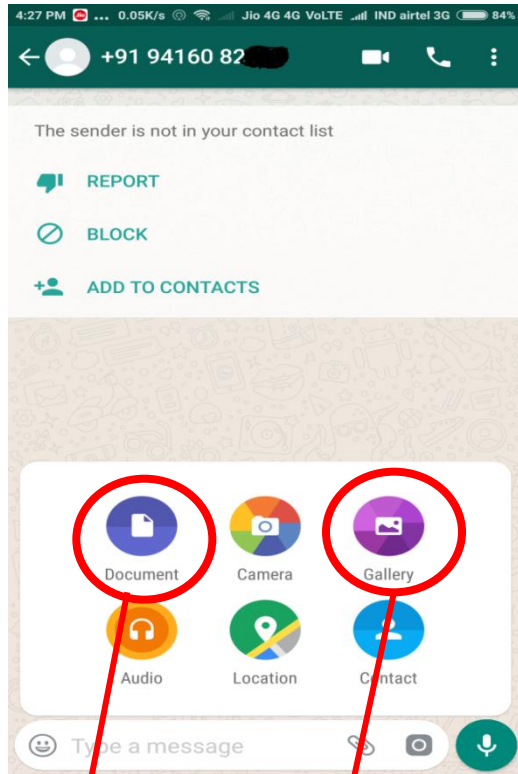 4:27 PM ... 0.05K/s Jio 4G 4G VoLTE IND airtel 3G 84%
+91 94160 82
The sender is not in your contact list
REPORT
BLOCK
ADD TO CONTACTS
Document Camera Gallery
Audio Location Contact
Type a message